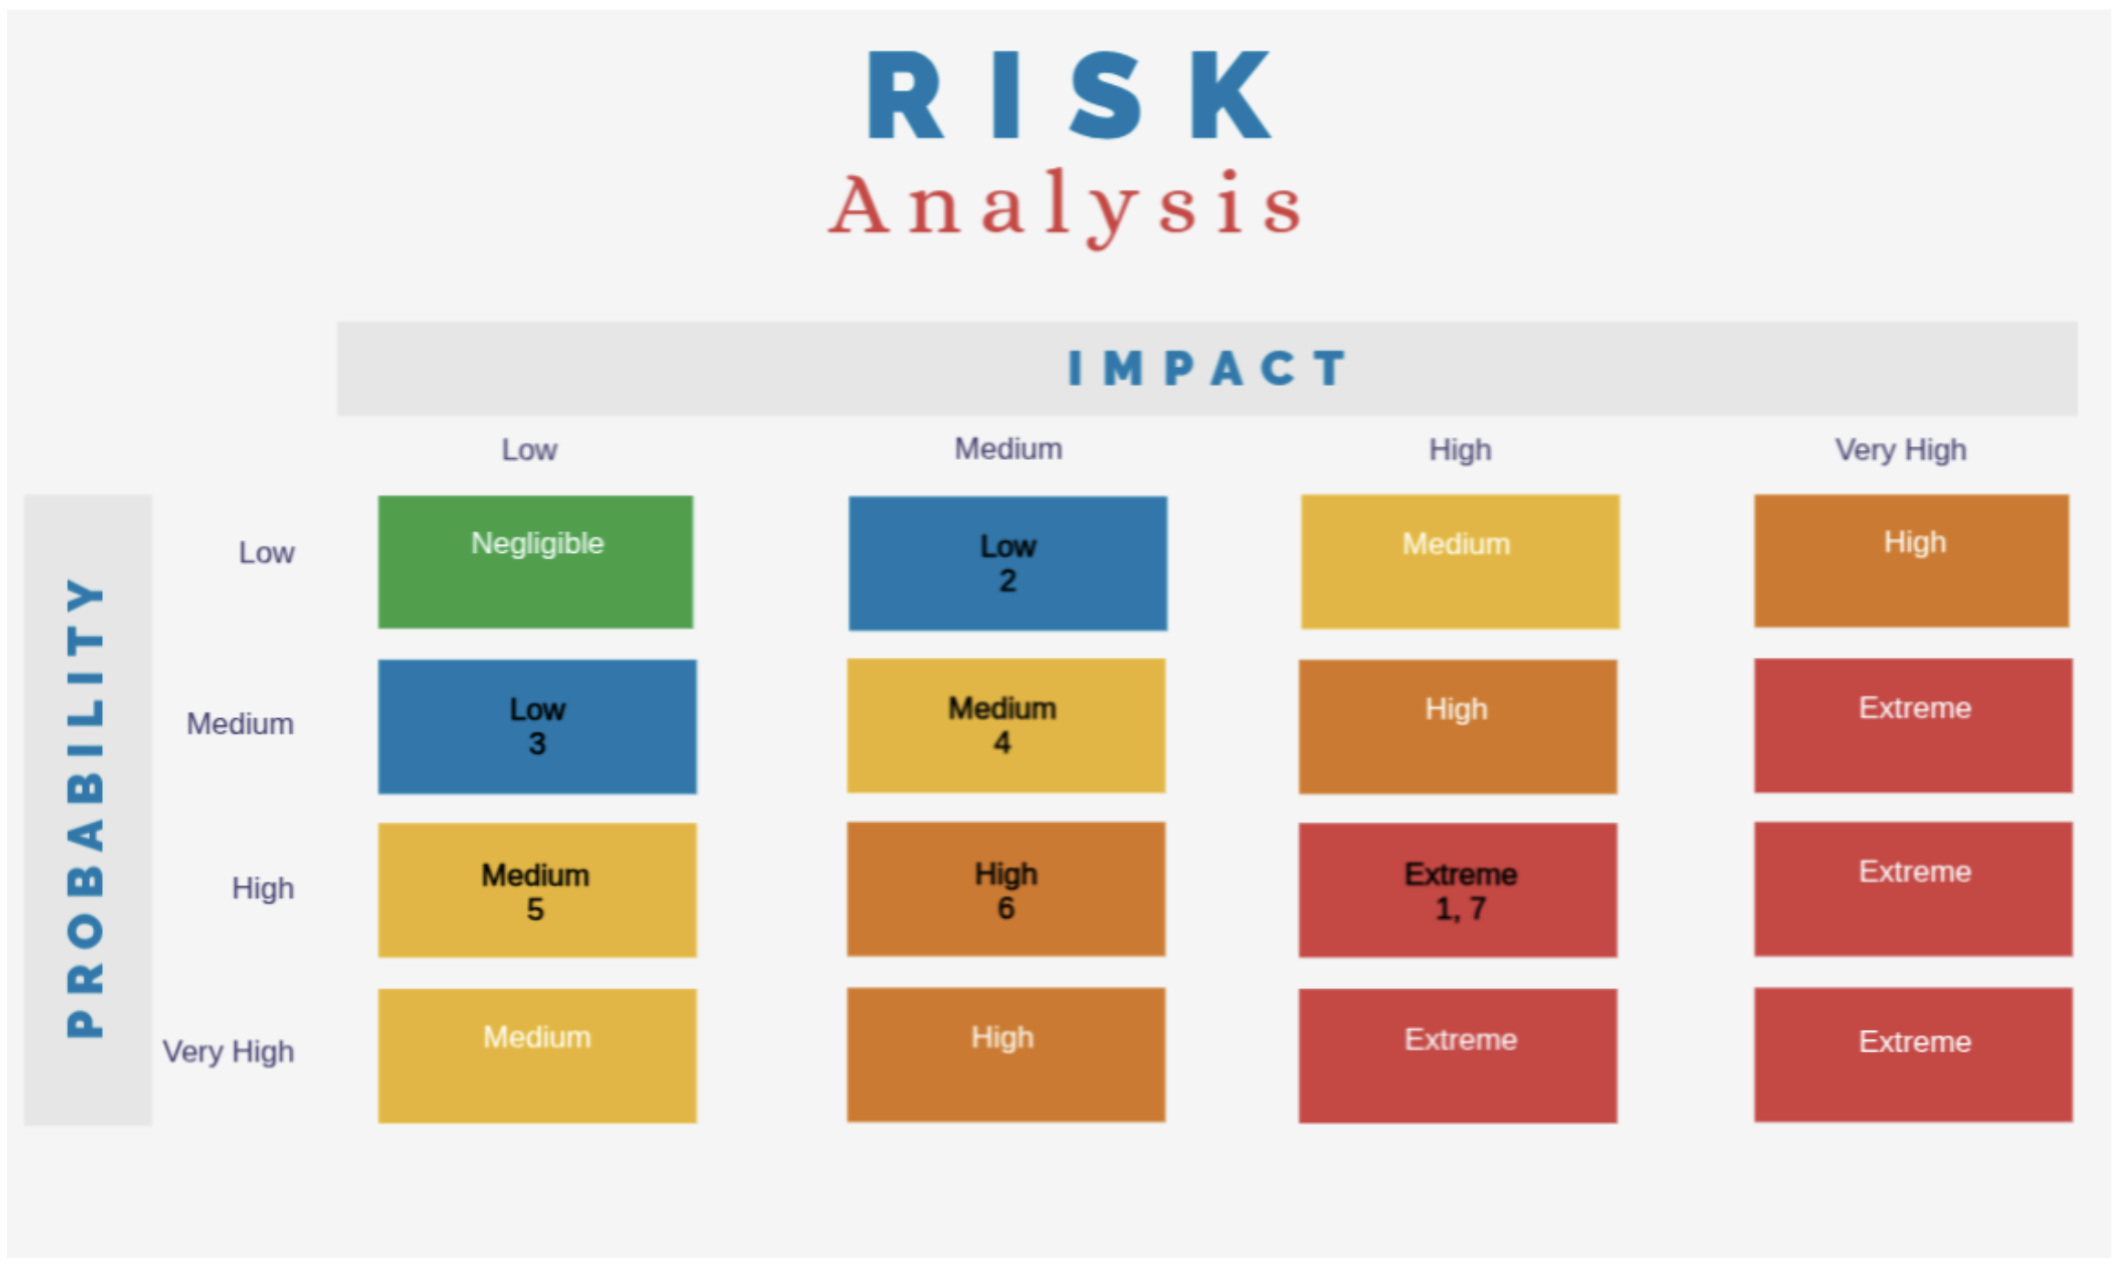 RISK
Analysis
IMPACT
Low Medium High Very High
PROBABILITY
Low Negligible Low Medium High
2
Medium Low Medium High Extreme
3 4
High Medium High Extreme Extreme
5 6 1, 7
Very High Medium High Extreme Extreme